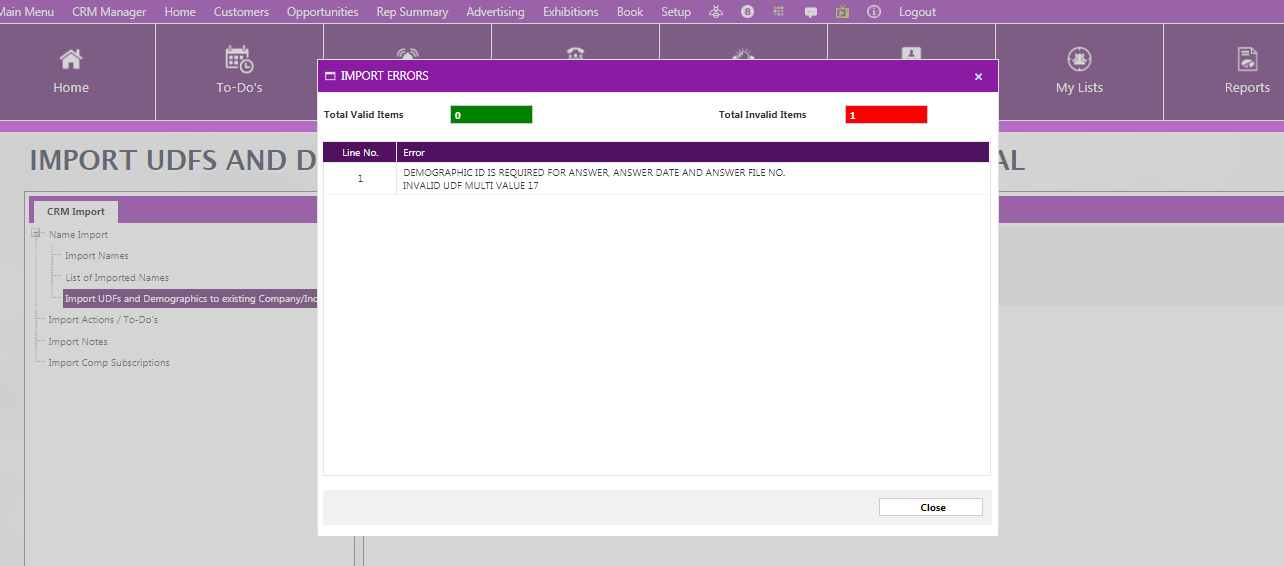 Main Menu CRM Manager Home Customers Opportunities Rep Summary Advertising Exhibitions Book Setup 8 Logout
Home To-Do's My Lists Reports
IMPORT ERRORS
Total Valid Items 0 Total Invalid Items 1
IMPORT UDFS AND D AL
Line No. Error
1 DEMOGRAPHIC ID IS REQUIRED FOR ANSWER, ANSWER DATE AND ANSWER FILE NO.
INVALID UDF MULTI VALUE 17
CRM Import
Name Import
Import Names
List of Imported Names
Import UDFs and Demographics to existing Company/Ind
Import Actions / To-Do's
Import Notes
Import Comp Subscriptions
Close